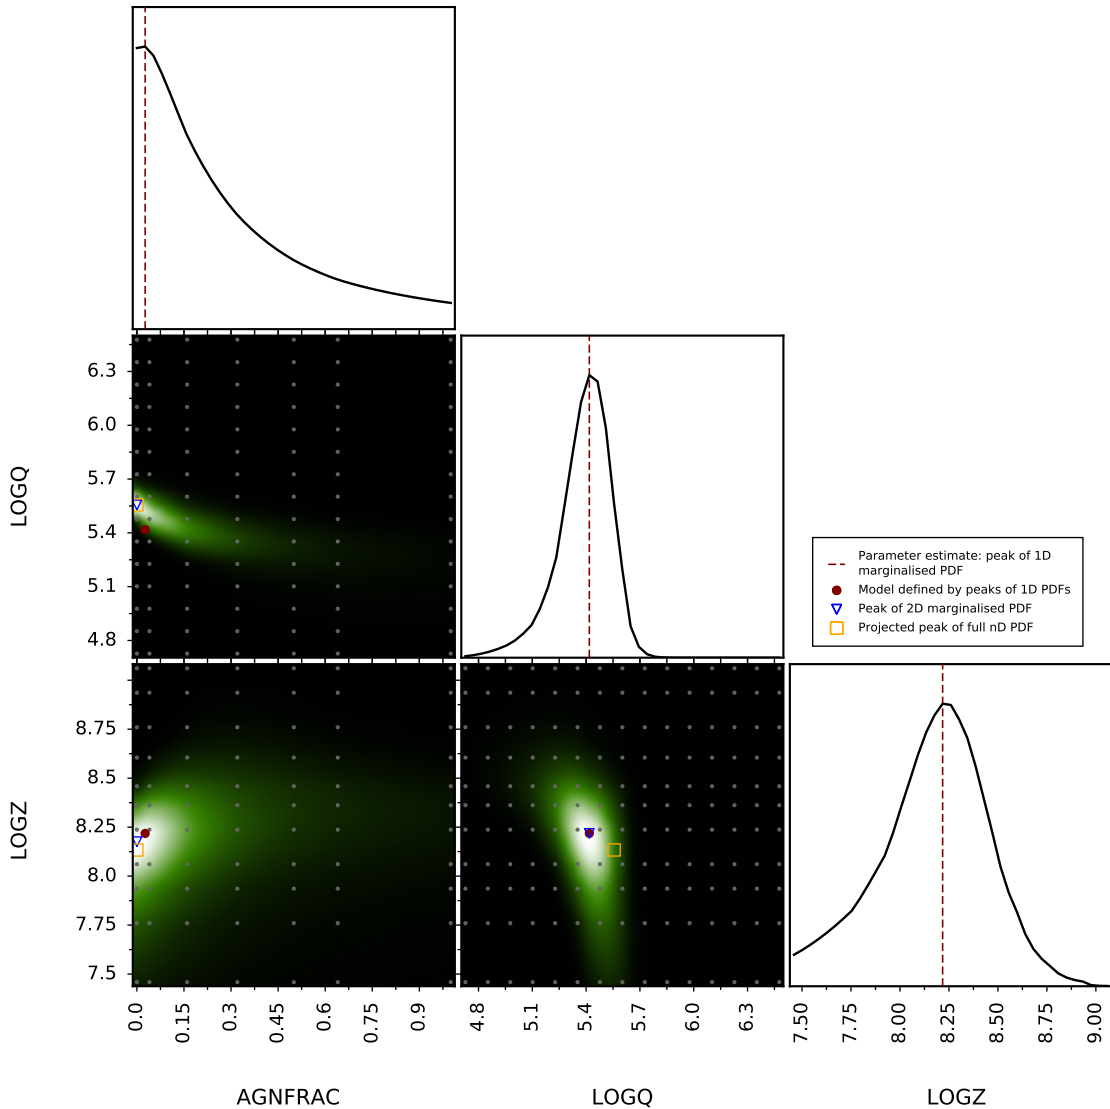 6.3
6.0
5.7
5.4
5.1
4.8
LOGQ
Parameter estimate: peak of 1D
marginalised PDF
Model defined by peaks of 1D PDFs
Peak of 2D marginalised PDF
Projected peak of full nD PDF
8.75
8.5
8.25
8.0
7.75
7.5
LOGZ
0.0 0.15 0.3 0.45 0.6 0.75 0.9
4.8 5.1 5.4 5.7 6.0 6.3
7.50 7.75 8.00 8.25 8.50 8.75 9.00
AGNFRAC LOGQ LOGZ